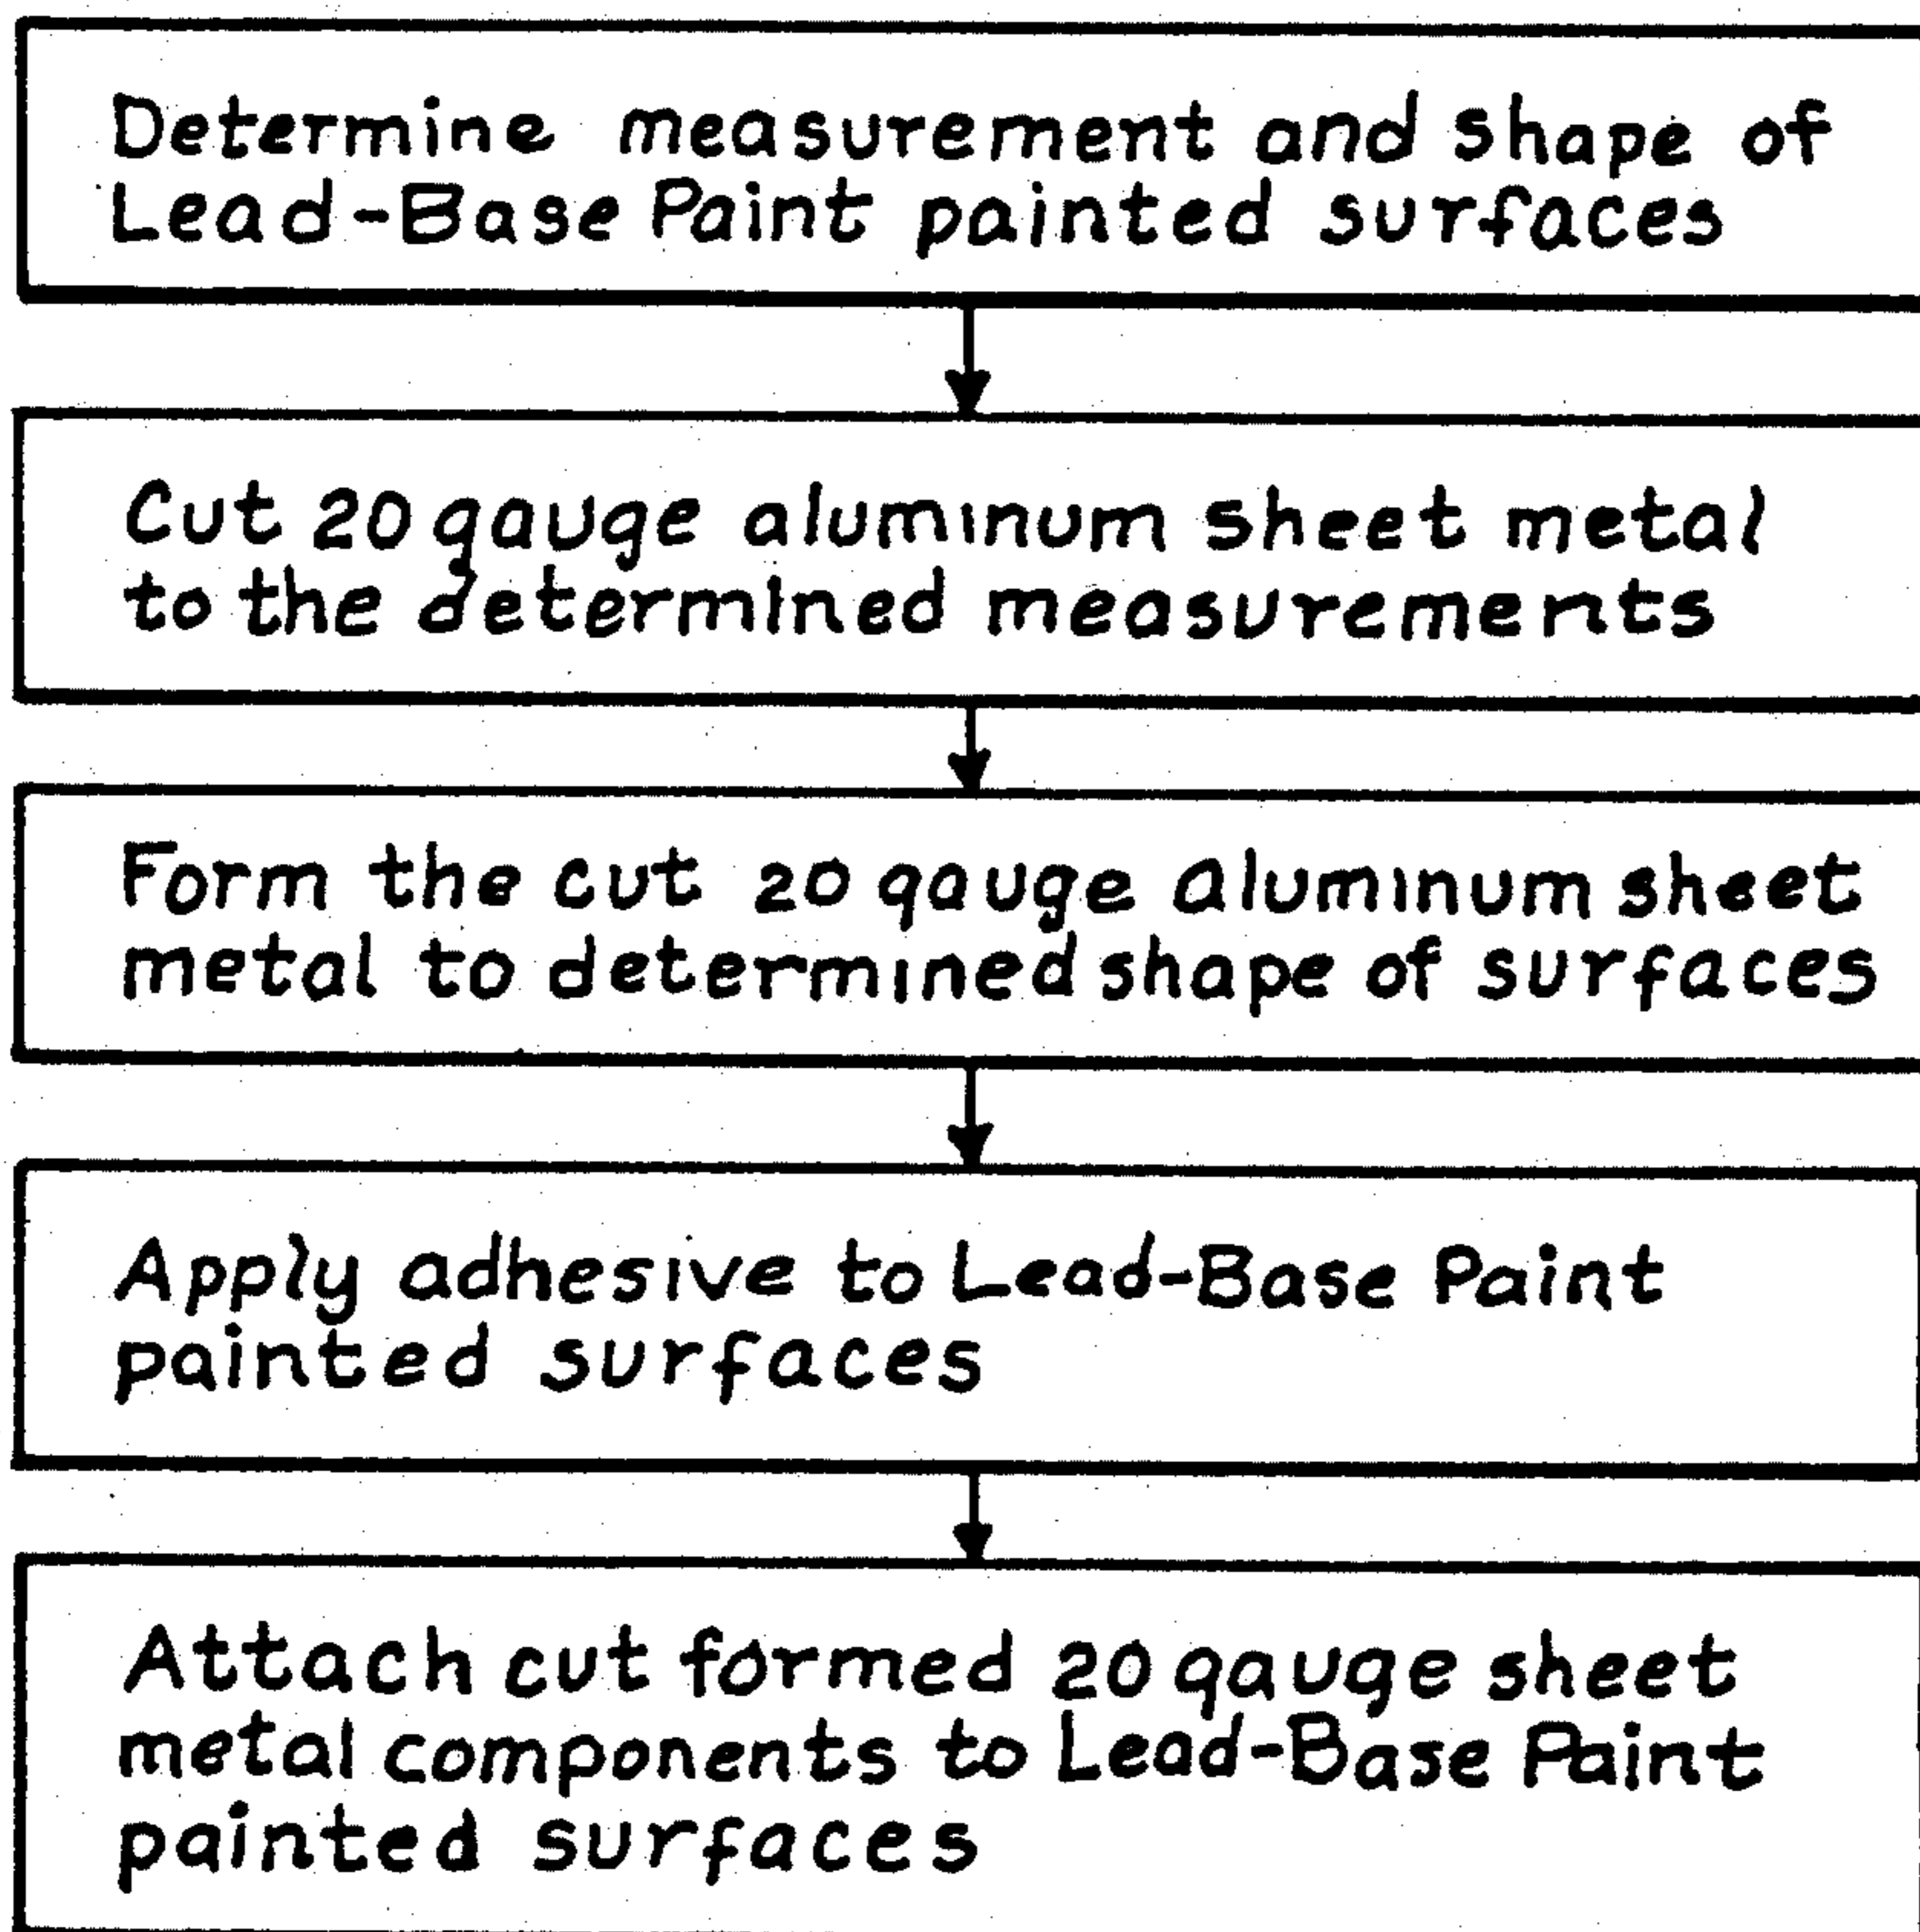 Determine measurement and shape of
Lead-Base Paint painted surfaces
Cut 20 gauge aluminum sheet metal
to the determined measurements
Form the cut 20 gauge aluminum sheet
metal to determined shape of surfaces
Apply adhesive to Lead-Base Paint
painted surfaces
Attach cut formed 20 gauge sheet
metal components to Lead-Base Paint
painted surfaces